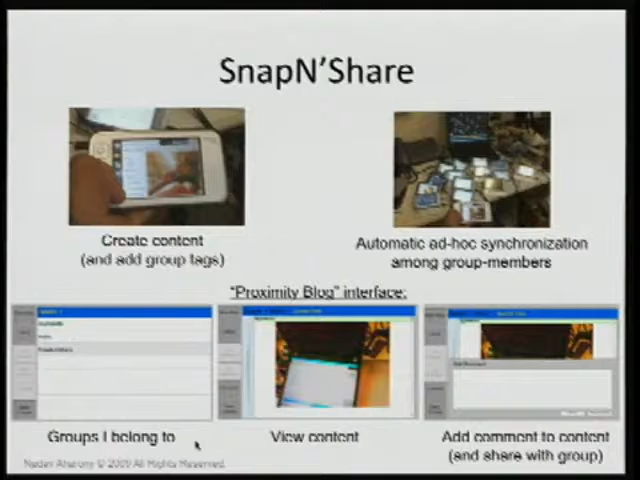 SnapN'Share
Create content
(and add group tags)
Automatic ad-hoc synchronization
among group-members
"Proximity Blog" interface:
Groups I belong to
View content
Add comment to content
(and share with group)
Nadav Aharony © 2009 All Rights Reserved.